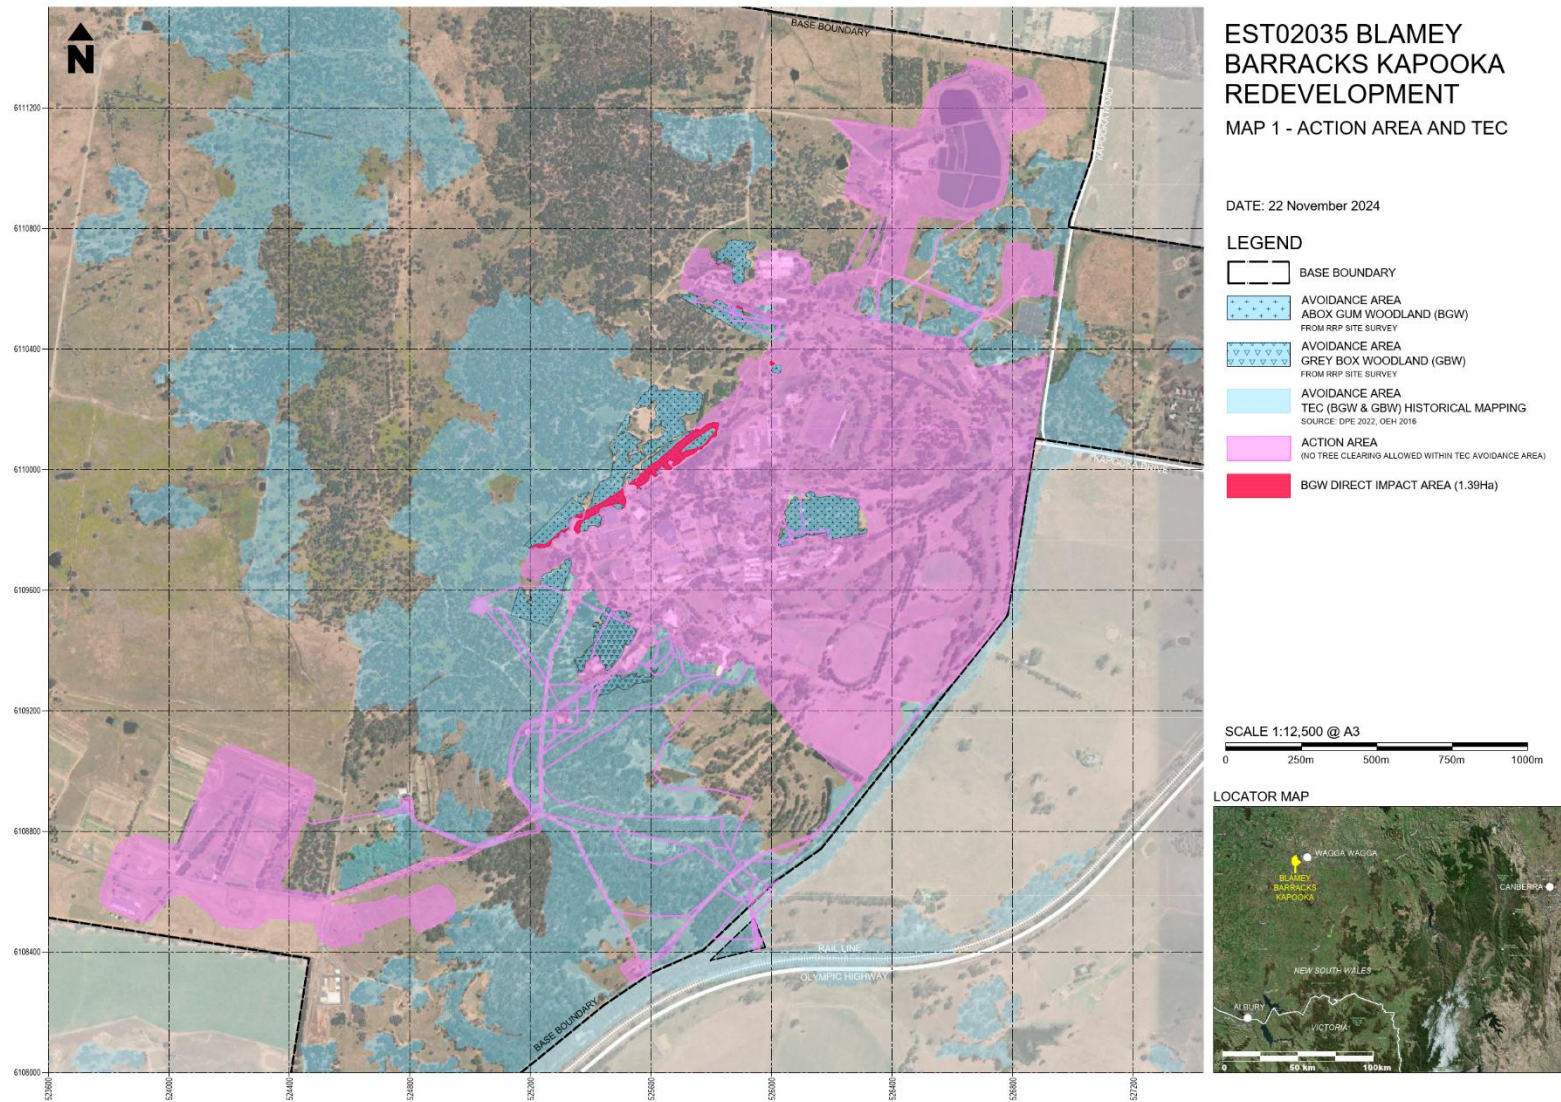 EST02035 BLAMEY
BARRACKS KAPOOKA
REDEVELOPMENT
MAP 1 - ACTION AREA AND TEC
DATE: 22 November 2024
LEGEND
BASE BOUNDARY
AVOIDANCE AREA
ABOX GUM WOODLAND (BGW)
FROM RRP SITE SURVEY
AVOIDANCE AREA
GREY BOX WOODLAND (GBW)
FROM RRP SITE SURVEY
AVOIDANCE AREA
TEC (BGW & GBW) HISTORICAL MAPPING
SOURCE: DPE 2022, OEH 2016
ACTION AREA
(NO TREE CLEARING ALLOWED WITHIN TEC AVOIDANCE AREA)
BGW DIRECT IMPACT AREA (1.39Ha)
SCALE 1:12,500 @ A3
0 250m 500m 750m 1000m
LOCATOR MAP
WAGGA WAGGA
BLAMEY
BARRACKS
KAPOOKA
CANBERRA
NEW SOUTH WALES
ALBURY
VICTORIA
0 50 km 100km
N
BASE BOUNDARY
KAPOOKA ROAD
KAPOOKA DRIVE
RAIL LINE
OLYMPIC HIGHWAY
BASE BOUNDARY
6111200
6110800
6110400
6110000
6109600
6109200
6108800
6108400
6108000
523600 524000 524400 524800 525200 525600 526000 526400 526800 527200